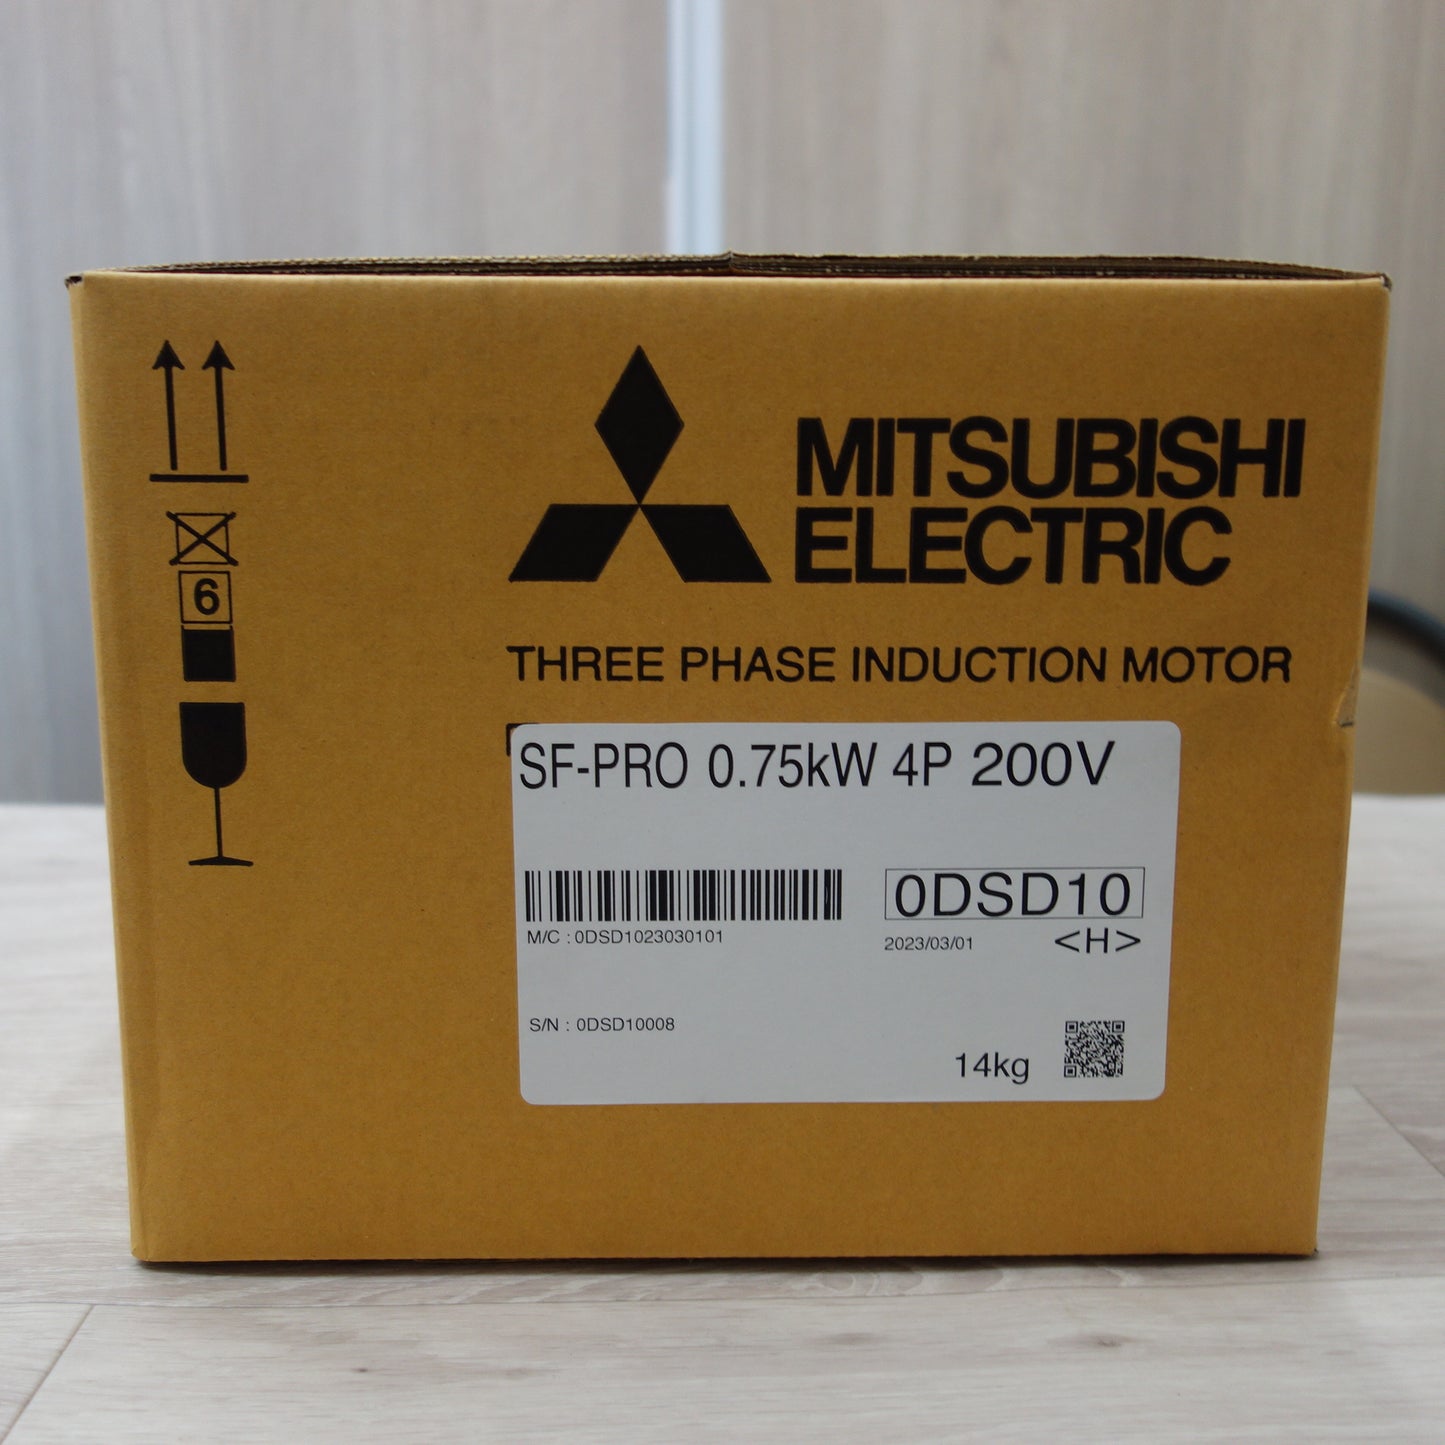 MITSUBISHI
ELECTRIC
6
THREE PHASE INDUCTION MOTOR
SF-PRO 0.75kW 4P 200V
0DSD10
M/C : 0DSD1023030101
2023/03/01
<H>
S/N : 0DSD10008
14kg